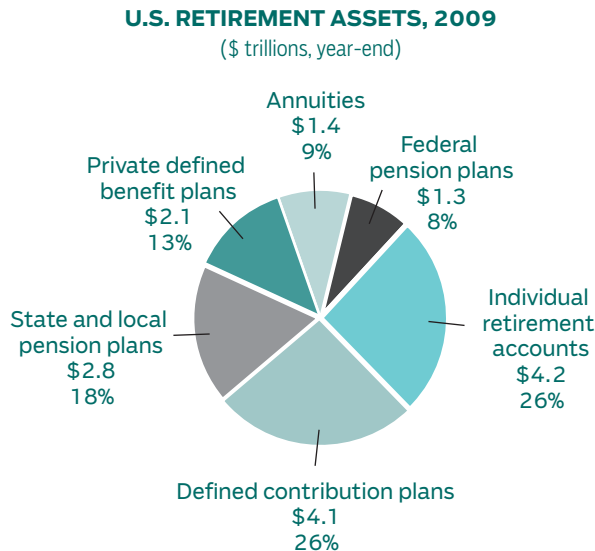 U.S. RETIREMENT ASSETS, 2009
($ trillions, year-end)
Annuities
$1.4
9%
Federal
pension plans
$1.3
8%
Private defined
benefit plans
$2.1
13%
Individual
retirement
accounts
$4.2
26%
State and local
pension plans
$2.8
18%
Defined contribution plans
$4.1
26%